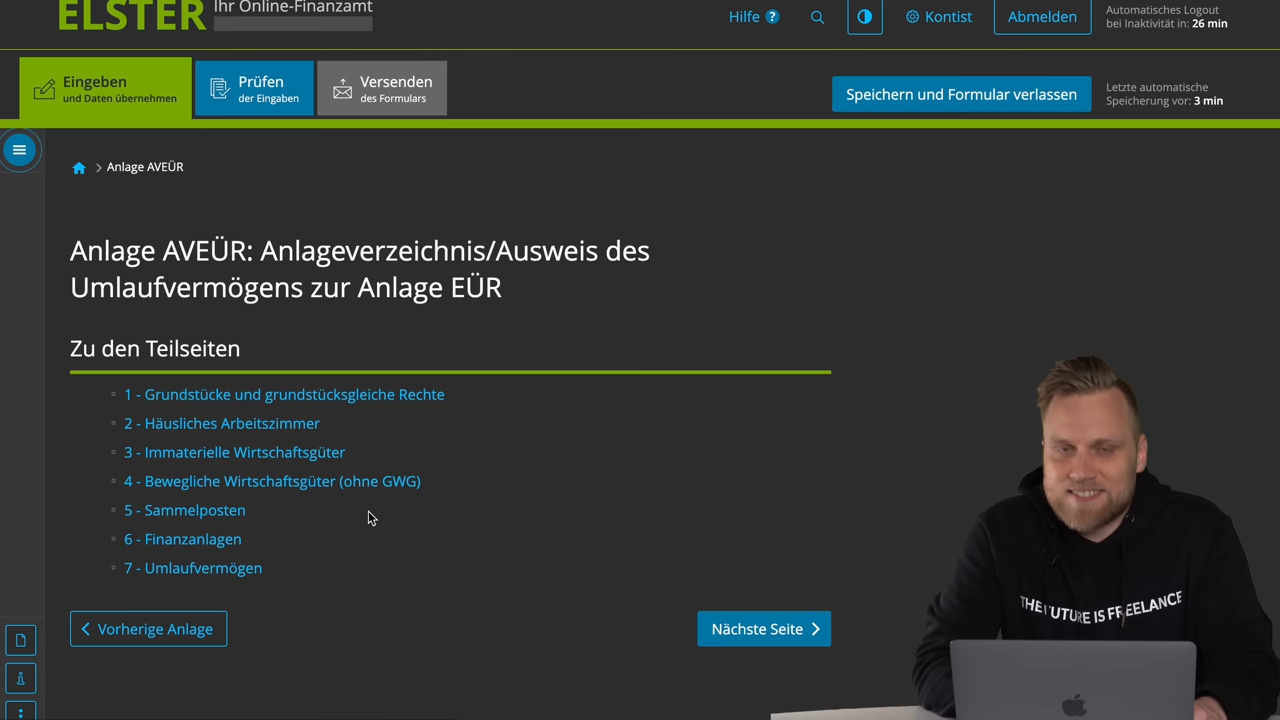 ELSTER
Ihr Online-Finanzamt
Hilfe ?
Kontist
Abmelden
Automatisches Logout
bei Inaktivität in: 26 min
Eingeben
und Daten übernehmen
Prüfen
der Eingaben
Versenden
des Formulars
Speichern und Formular verlassen
Letzte automatische
Speicherung vor: 3 min
Anlage AVEÜR
Anlage AVEÜR: Anlageverzeichnis/Ausweis des
Umlaufvermögens zur Anlage EÜR
Zu den Teilseiten
1 - Grundstücke und grundstücksgleiche Rechte
2 - Häusliches Arbeitszimmer
3 - Immaterielle Wirtschaftsgüter
4 - Bewegliche Wirtschaftsgüter (ohne GWG)
5 - Sammelposten
6 - Finanzanlagen
7 - Umlaufvermögen
Vorherige Anlage
Nächste Seite
THE FUTURE IS FREELANCE